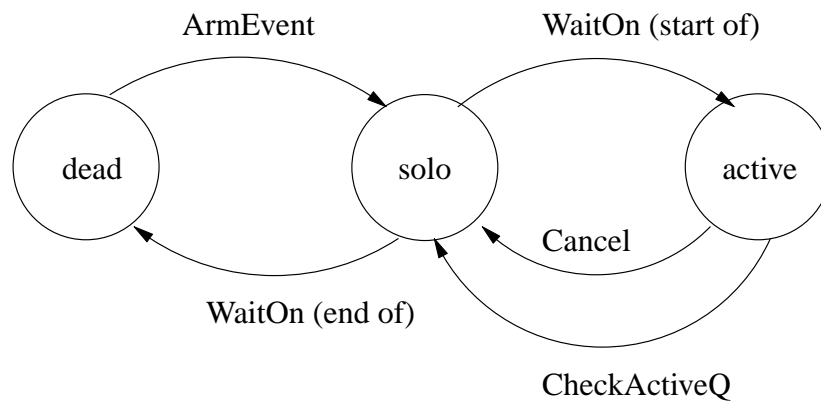 ArmEvent
WaitOn (start of)
dead
solo
active
Cancel
WaitOn (end of)
CheckActiveQ